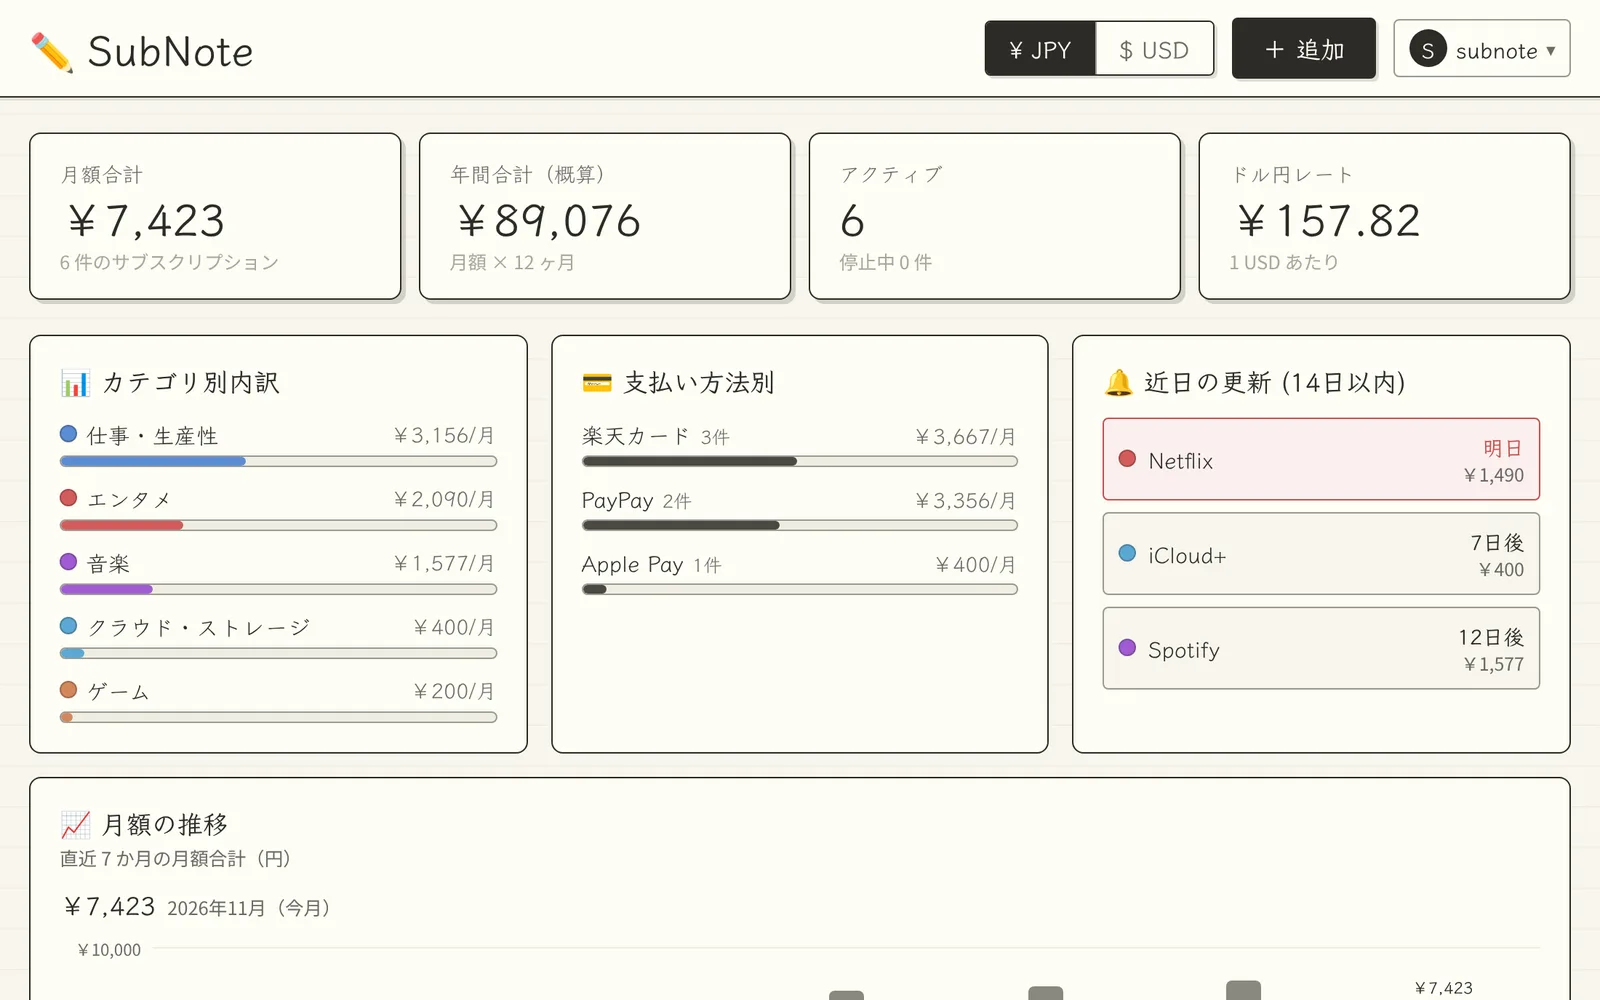 ✏️ SubNote
¥ JPY
$ USD
＋ 追加
S subnote ▾
月額合計
¥7,423
6 件のサブスクリプション
年間合計（概算）
¥89,076
月額 × 12 ヶ月
アクティブ
6
停止中 0 件
ドル円レート
¥157.82
1 USD あたり
📊 カテゴリ別内訳
仕事・生産性 ¥3,156/月
エンタメ ¥2,090/月
音楽 ¥1,577/月
クラウド・ストレージ ¥400/月
ゲーム ¥200/月
💳 支払い方法別
楽天カード 3件 ¥3,667/月
PayPay 2件 ¥3,356/月
Apple Pay 1件 ¥400/月
🔔 近日の更新 (14日以内)
Netflix
明日
¥1,490
iCloud+
7日後
¥400
Spotify
12日後
¥1,577
📈 月額の推移
直近 7 か月の月額合計（円）
¥7,423 2026年11月（今月）
¥10,000
¥7,423